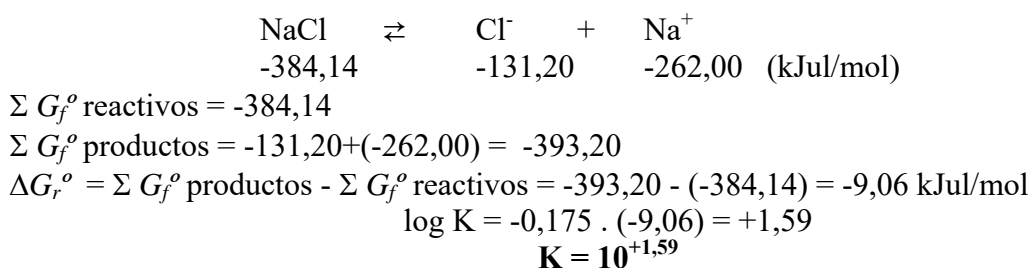 NaCl ⇄ Cl⁻ + Na⁺
-384,14 -131,20 -262,00 (kJul/mol)
Σ G_f^o reactivos = -384,14
Σ G_f^o productos = -131,20+(-262,00) = -393,20
ΔG_r^o = Σ G_f^o productos - Σ G_f^o reactivos = -393,20 - (-384,14) = -9,06 kJul/mol
log K = -0,175 . (-9,06) = +1,59
K = 10^+1,59